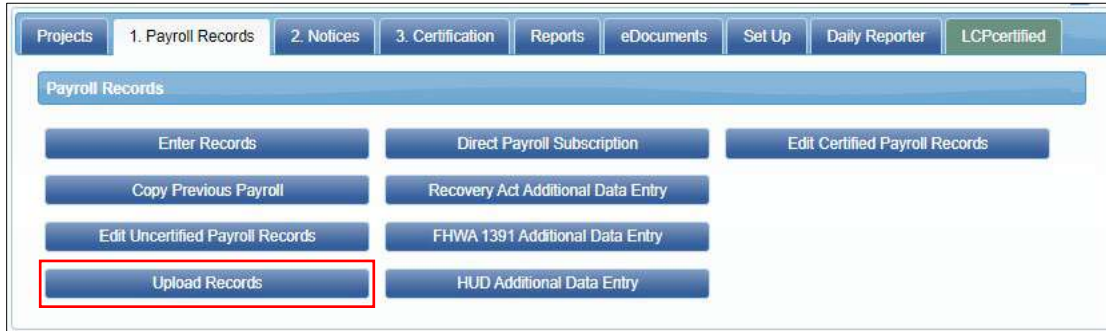 Projects 1. Payroll Records 2. Notices 3. Certification Reports eDocuments Set Up Daily Reporter LCPcertified
Payroll Records
Enter Records Direct Payroll Subscription Edit Certified Payroll Records
Copy Previous Payroll Recovery Act Additional Data Entry
Edit Uncertified Payroll Records FHWA 1391 Additional Data Entry
Upload Records HUD Additional Data Entry